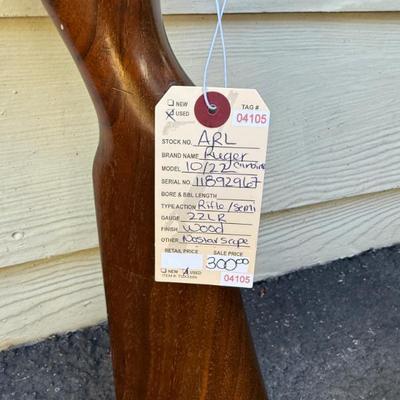 NEW TAG #
USED 04105
STOCK NO. ARL
BRAND NAME Ruger
MODEL 10/22 carbine
SERIAL NO. 11892967
BORE & BBL LENGTH
TYPE ACTION Rifle/semi
GAUGE 22LR
FINISH Wood
OTHER scope
RETAIL PRICE SALE PRICE
300.00
NEW USED 04105